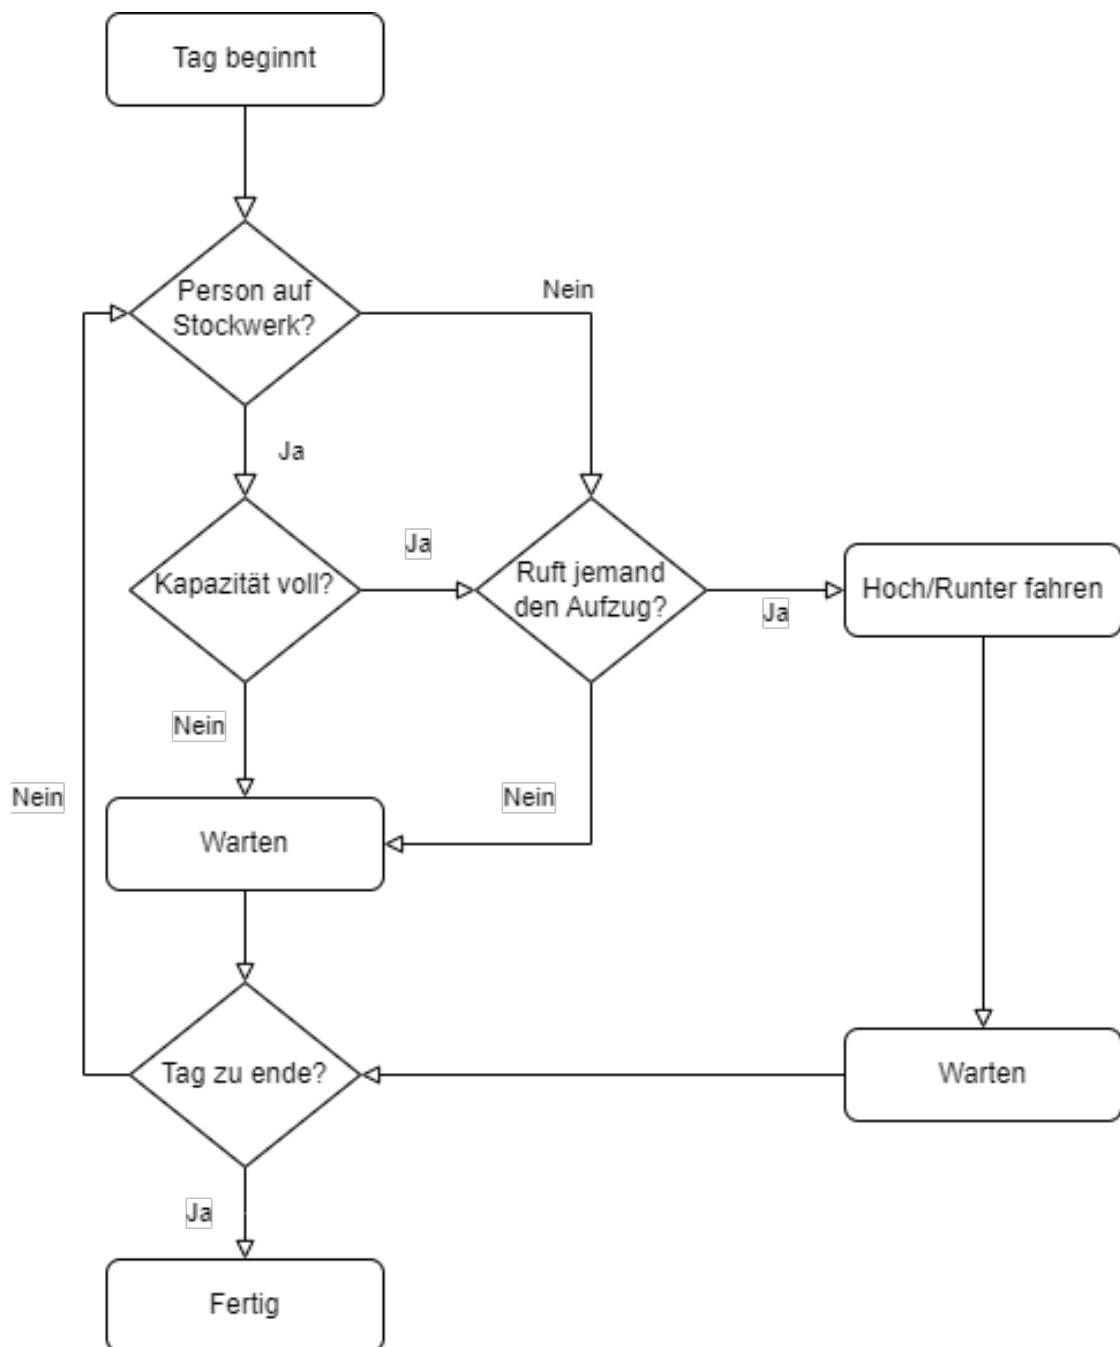 Tag beginnt
Person auf
Stockwerk?
Nein
Ja
Kapazität voll?
Ja
Ruft jemand
den Aufzug?
Ja
Hoch/Runter fahren
Nein
Nein
Nein
Warten
Warten
Tag zu ende?
Ja
Fertig